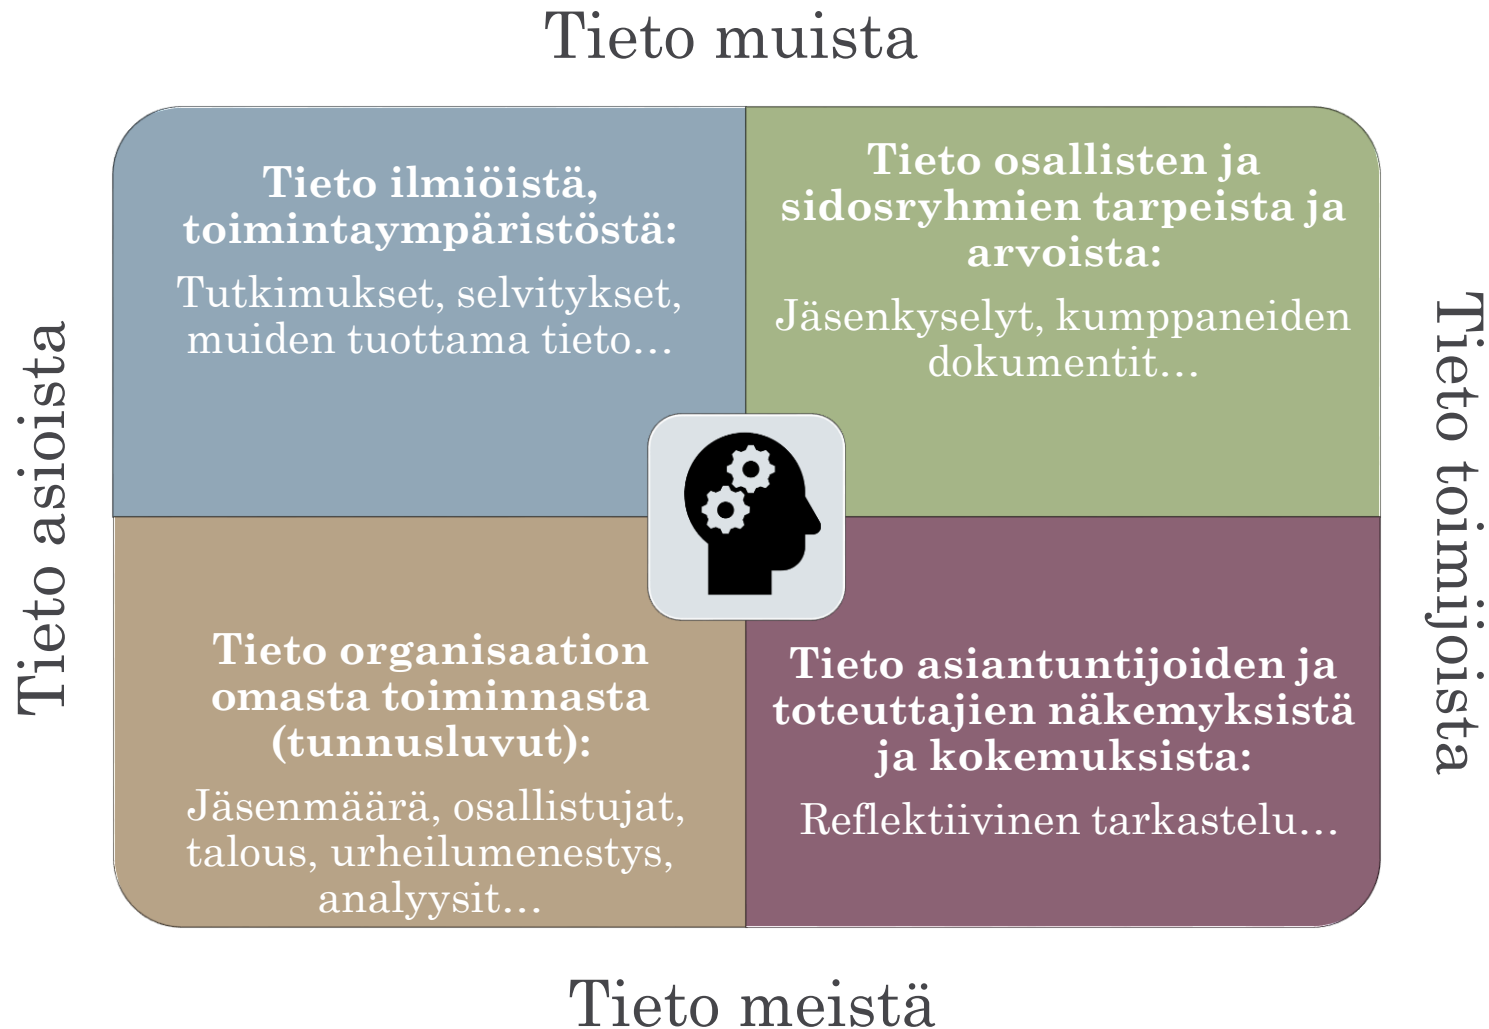 Tieto muista
Tieto ilmiöistä,
toimintaympäristöstä:
Tutkimukset, selvitykset,
muiden tuottama tieto…
Tieto osallisten ja
sidosryhmien tarpeista ja
arvoista:
Jäsenkyselyt, kumppaneiden
dokumentit…
Tieto asioista
Tieto toimijoista
Tieto organisaation
omasta toiminnasta
(tunnusluvut):
Jäsenmäärä, osallistujat,
talous, urheilumenestys,
analyysit…
Tieto asiantuntijoiden ja
toteuttajien näkemyksistä
ja kokemuksista:
Reflektiivinen tarkastelu…
Tieto meistä